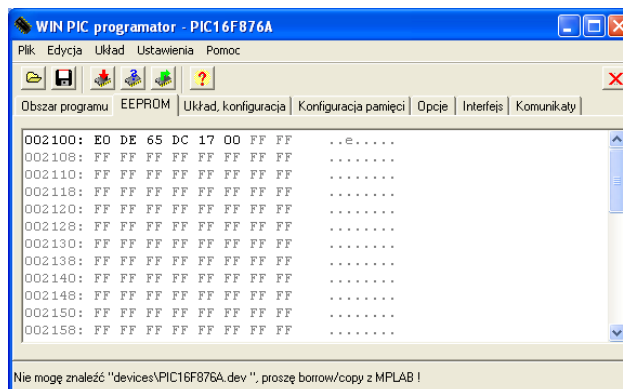 WIN PIC programator - PIC16F876A
Plik Edycja Układ Ustawienia Pomoc
?
Obszar programu EEPROM Układ, konfiguracja Konfiguracja pamięci Opcje Interfejs Komunikaty
002100: E0 DE 65 DC 17 00 FF FF ..e.....
002108: FF FF FF FF FF FF FF FF ........
002110: FF FF FF FF FF FF FF FF ........
002118: FF FF FF FF FF FF FF FF ........
002120: FF FF FF FF FF FF FF FF ........
002128: FF FF FF FF FF FF FF FF ........
002130: FF FF FF FF FF FF FF FF ........
002138: FF FF FF FF FF FF FF FF ........
002140: FF FF FF FF FF FF FF FF ........
002148: FF FF FF FF FF FF FF FF ........
002150: FF FF FF FF FF FF FF FF ........
002158: FF FF FF FF FF FF FF FF ........
Nie mogę znaleźć "devices\PIC16F876A.dev ", proszę borrow/copy z MPLAB !